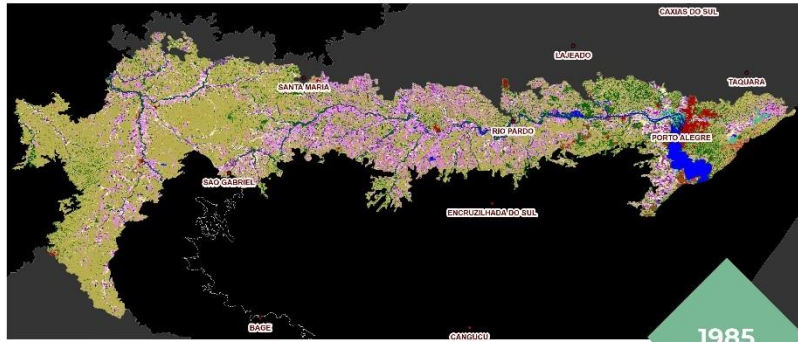 CAXIAS DO SUL
LAJEADO
TAQUARA
SANTA MARIA
RIO PARDO
PORTO ALEGRE
SAO GABRIEL
ENCRUZILHADA DO SUL
BAGE
CANGUCU
1985